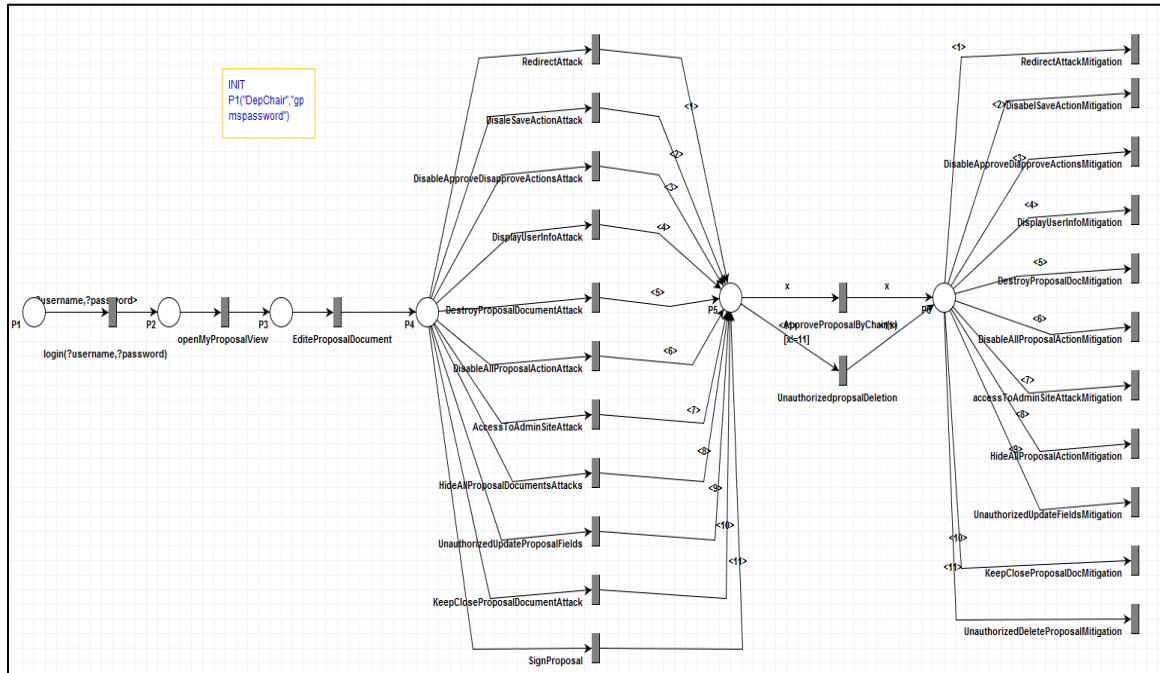 INIT
P1("DepChair","gp
mspassword")
P1
?username,?password>
login(?username,?password)
P2
openMyProposalView
P3
EditeProposalDocument
P4
RedirectAttack
DisaleSaveActionAttack
DisableApproveDisapproveActionsAttack
DisplayUserInfoAttack
DestroyProposalDocumentAttack
DisableAllProposalActionAttack
AccessToAdminSiteAttack
HideAllProposalDocumentsAttacks
UnauthorizedUpdateProposalFields
KeepCloseProposalDocumentAttack
SignProposal
<1>
<2>
<3>
<4>
<5>
<6>
<7>
<8>
<9>
<10>
<11>
P5
x
x
ApproveProposalByChair
[x!=11]
UnauthorizedpropsalDeletion
<1>
RedirectAttackMitigation
<2>
DisabelSaveActionMitigation
<3>
DisableApproveDiapproveActionsMitigation
<4>
DisplayUserInfoMitigation
<5>
DestroyProposalDocMitigation
<6>
DisableAllProposalActionMitigation
<7>
accessToAdminSiteAttackMitigation
<8>
HideAllProposalActionMitigation
<9>
UnauthorizedUpdateFieldsMitigation
<10>
KeepCloseProposalDocMitigation
<11>
UnauthorizedDeleteProposalMitigation